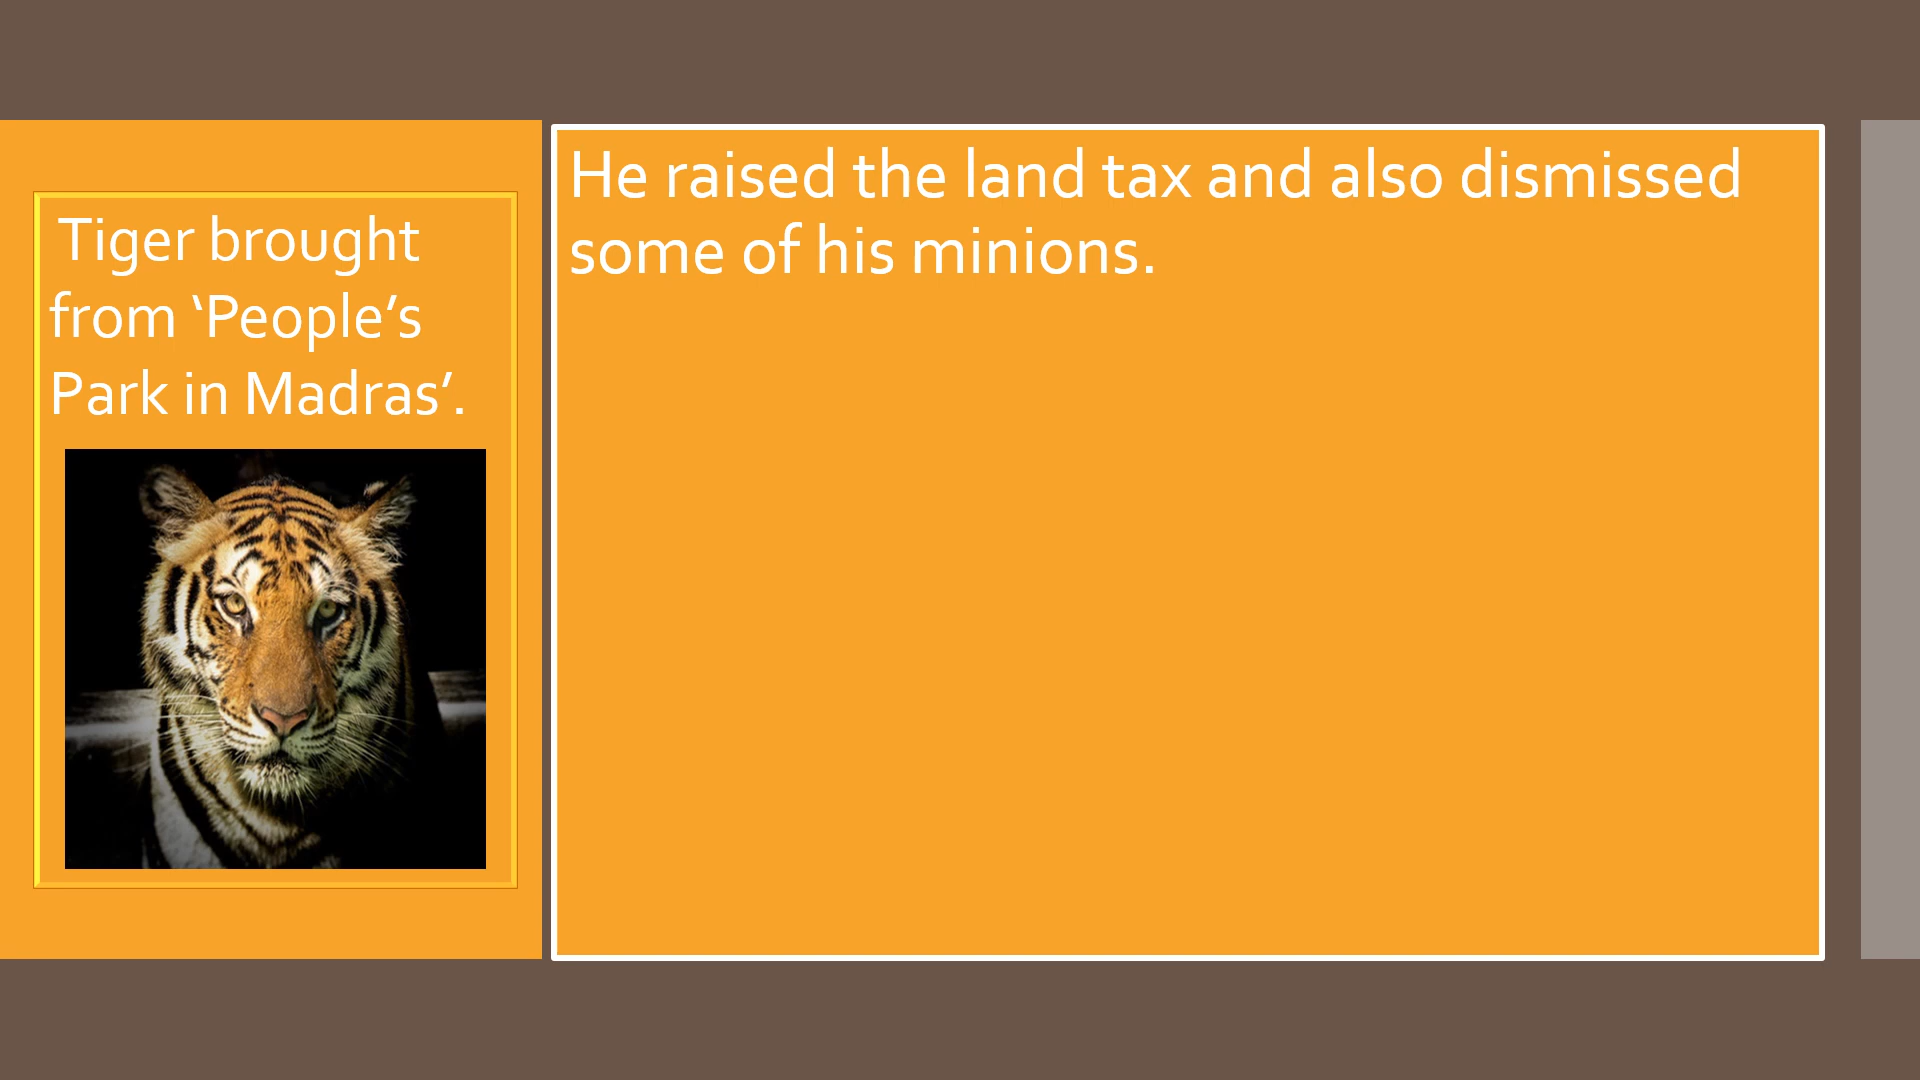 Tiger brought
from ‘People’s
Park in Madras’.
He raised the land tax and also dismissed
some of his minions.